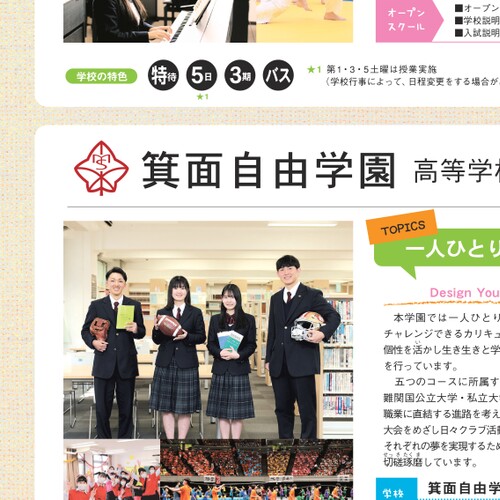 オープン
スクール
■オープン
■学校説明
■入試説明
学校の特色
特待
5日
3期
バス
★1
★1 第1・3・5土曜は授業実施
（学校行事によって、日程変更をする場合が
箕面自由学園 高等学校
TOPICS
一人ひとり
Design You
本学園では一人ひとり
チャレンジできるカリキュ
個性を活かし生き生きと学
を行っています。
五つのコースに所属す
難関国公立大学・私立大
職業に直結する進路を考え
大会をめざし日々クラブ活
それぞれの夢を実現するため
切磋琢磨しています。
学校
箕面自由学